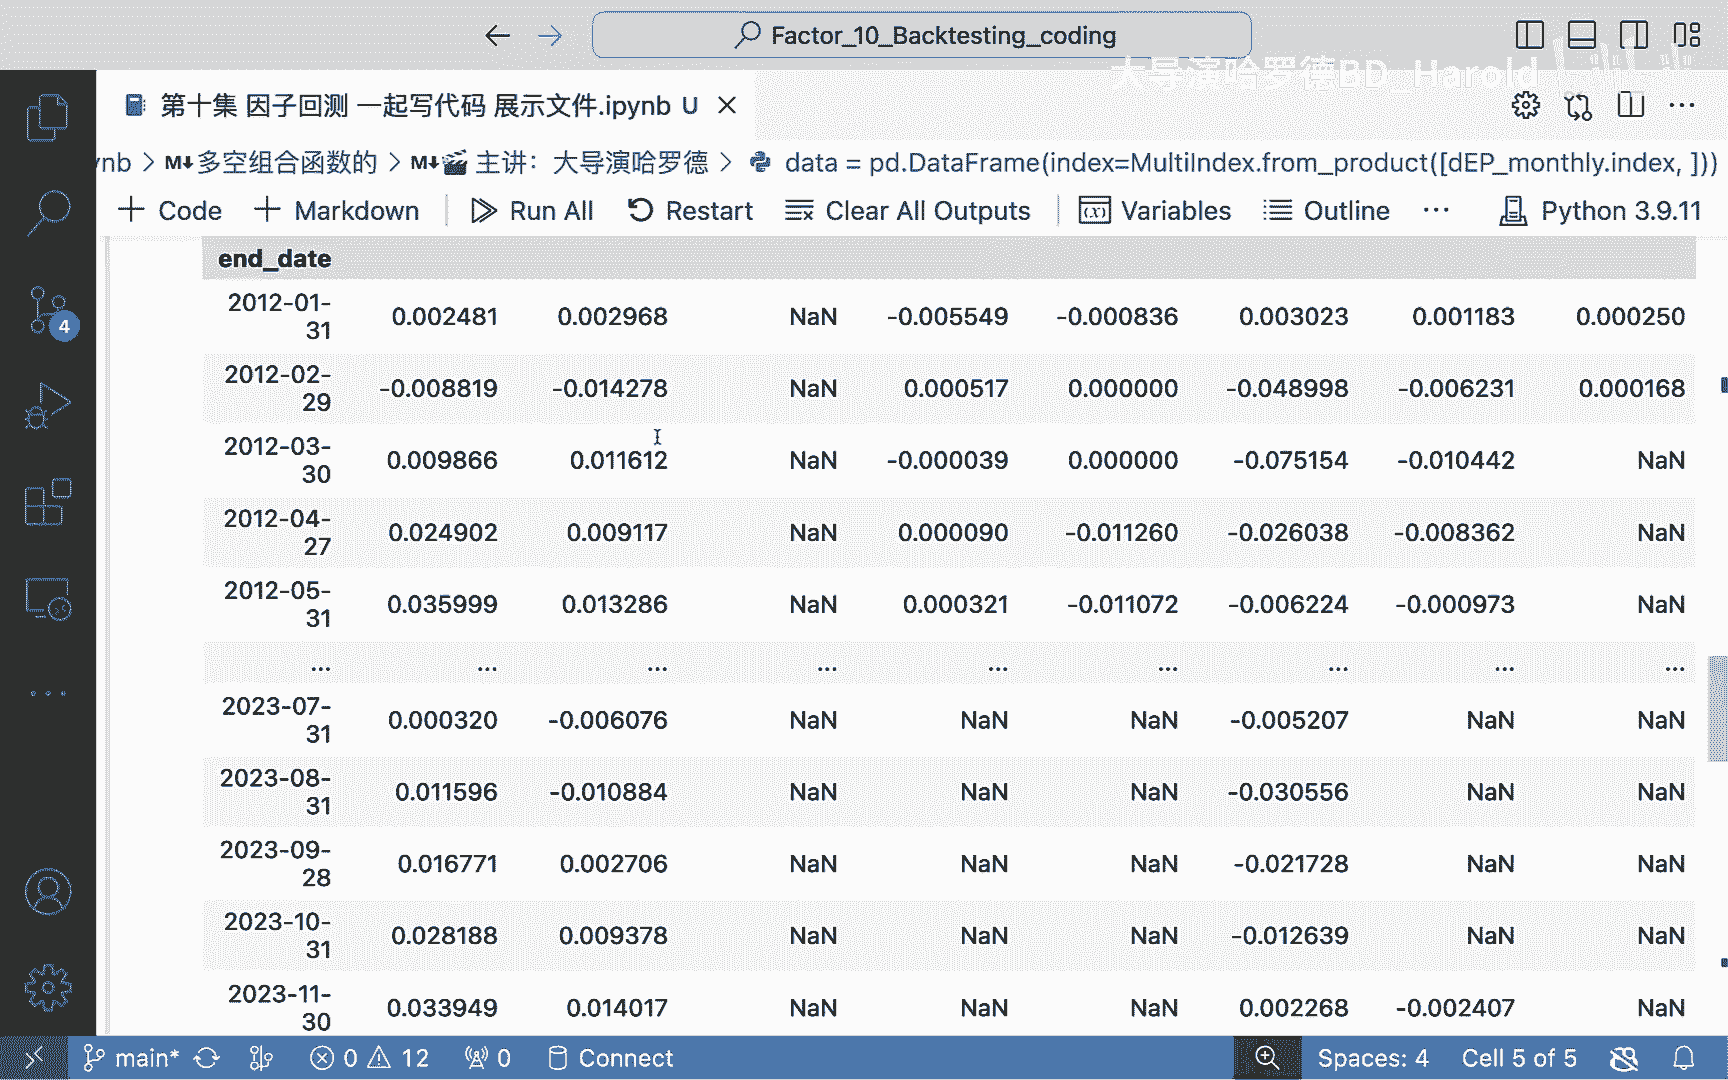 Factor_10_Backtesting_coding
大导演哈罗德BD_Harold
第十集 因子回测 一起写代码 展示文件.ipynb U
nb > M↓ 多空组合函数的 > M↓ 🎬 主讲：大导演哈罗德 > data = pd.DataFrame(index=MultiIndex.from_product([dEP_monthly.index, ]))
+ Code + Markdown Run All Restart Clear All Outputs Variables Outline ··· Python 3.9.11
end_date
2012-01-31 0.002481 0.002968 NaN -0.005549 -0.000836 0.003023 0.001183 0.000250
2012-02-29 -0.008819 -0.014278 NaN 0.000517 0.000000 -0.048998 -0.006231 0.000168
2012-03-30 0.009866 0.011612 NaN -0.000039 0.000000 -0.075154 -0.010442 NaN
2012-04-27 0.024902 0.009117 NaN 0.000090 -0.011260 -0.026038 -0.008362 NaN
2012-05-31 0.035999 0.013286 NaN 0.000321 -0.011072 -0.006224 -0.000973 NaN
... ... ... ... ... ... ... ... ...
2023-07-31 0.000320 -0.006076 NaN NaN NaN -0.005207 NaN NaN
2023-08-31 0.011596 -0.010884 NaN NaN NaN -0.030556 NaN NaN
2023-09-28 0.016771 0.002706 NaN NaN NaN -0.021728 NaN NaN
2023-10-31 0.028188 0.009378 NaN NaN NaN -0.012639 NaN NaN
2023-11-30 0.033949 0.014017 NaN NaN NaN 0.002268 -0.002407 NaN
4
main* 0 12 0 Connect Spaces: 4 Cell 5 of 5